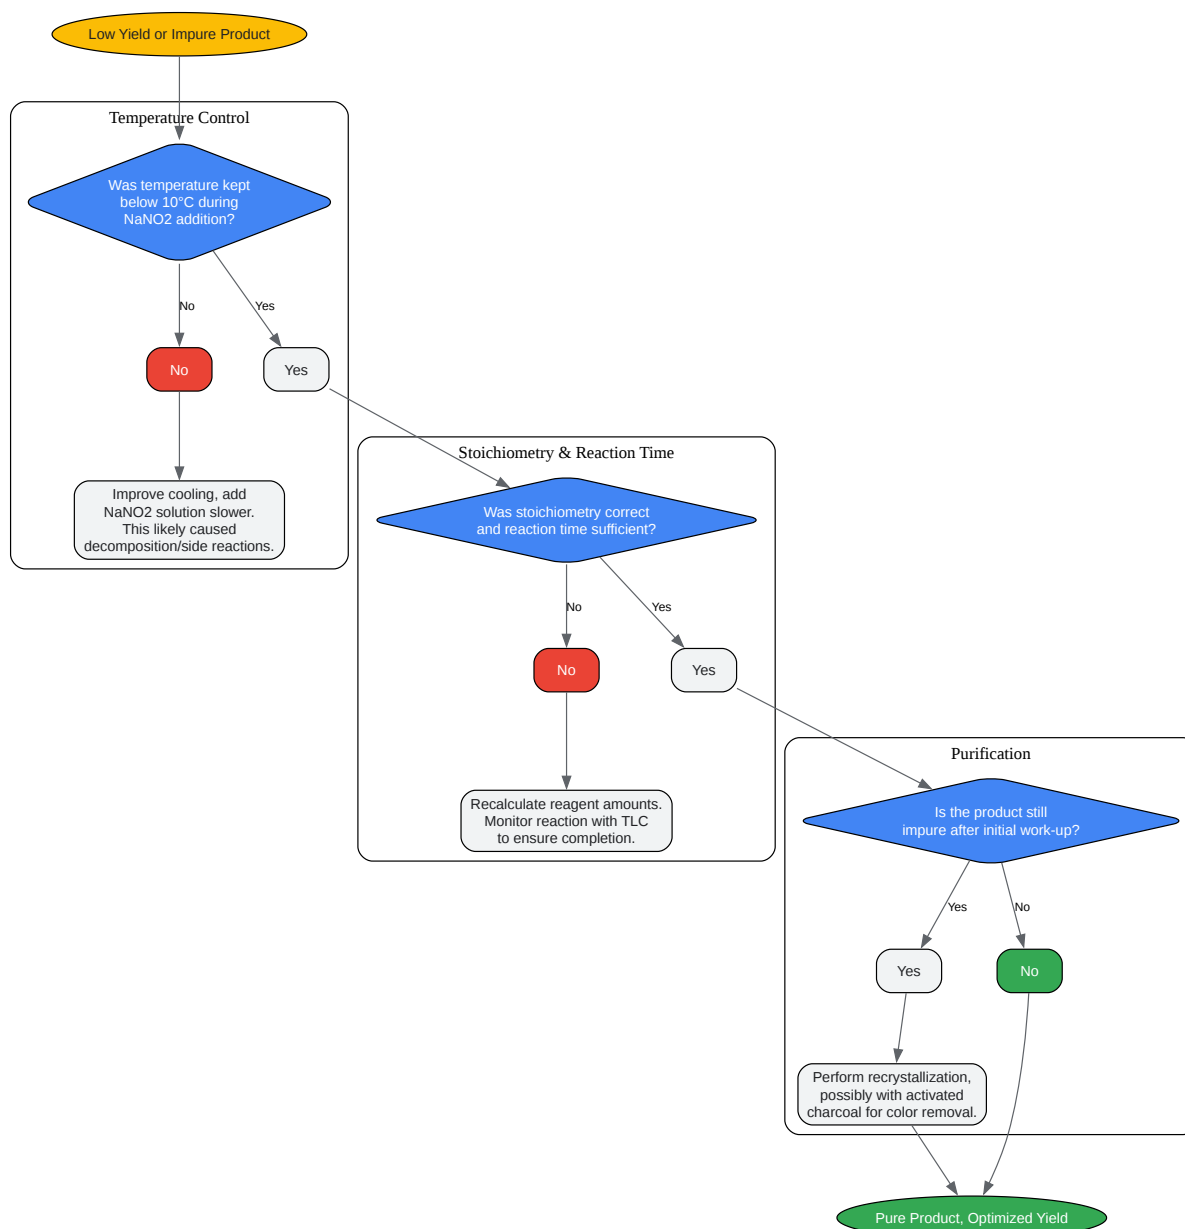 Low Yield or Impure Product
Temperature Control
Was temperature kept
below 10°C during
NaNO2 addition?
No
Yes
No
Yes
Improve cooling, add
NaNO2 solution slower.
This likely caused
decomposition/side reactions.
Stoichiometry & Reaction Time
Was stoichiometry correct
and reaction time sufficient?
No
Yes
No
Yes
Recalculate reagent amounts.
Monitor reaction with TLC
to ensure completion.
Purification
Is the product still
impure after initial work-up?
Yes
No
Yes
No
Perform recrystallization,
possibly with activated
charcoal for color removal.
Pure Product, Optimized Yield